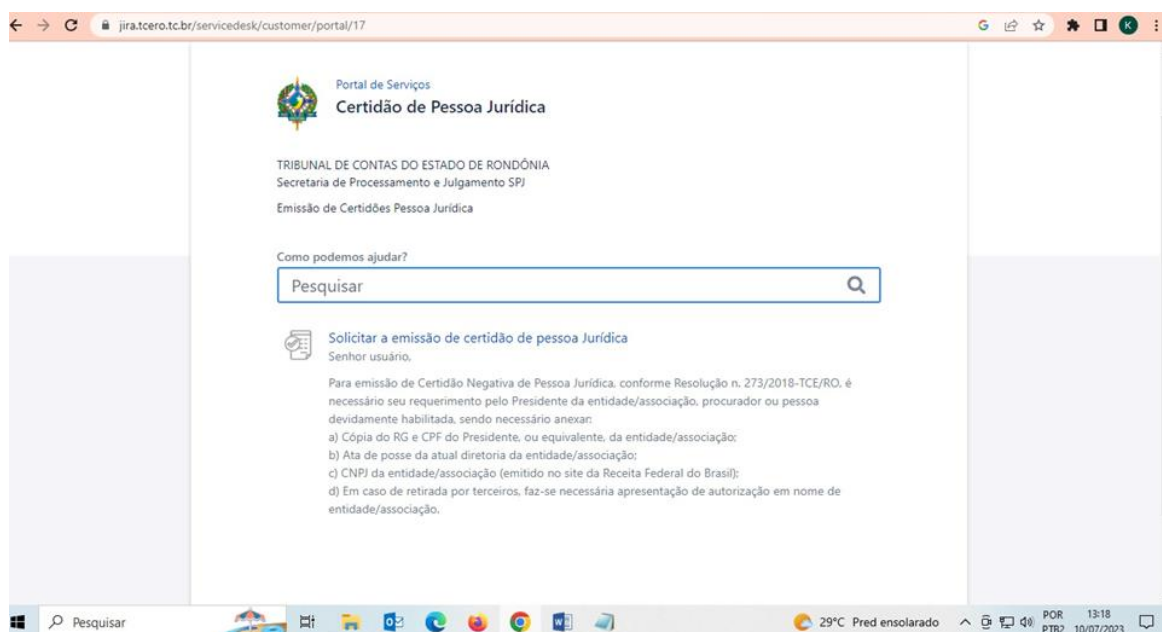 jira.tcero.tc.br/servicedesk/customer/portal/17
K
Portal de Serviços
Certidão de Pessoa Jurídica
TRIBUNAL DE CONTAS DO ESTADO DE RONDÔNIA
Secretaria de Processamento e Julgamento SPJ
Emissão de Certidões Pessoa Jurídica
Como podemos ajudar?
Pesquisar
Solicitar a emissão de certidão de pessoa Jurídica
Senhor usuário,
Para emissão de Certidão Negativa de Pessoa Jurídica, conforme Resolução n. 273/2018-TCE/RO, é
necessário seu requerimento pelo Presidente da entidade/associação, procurador ou pessoa
devidamente habilitada, sendo necessário anexar:
a) Cópia do RG e CPF do Presidente, ou equivalente, da entidade/associação;
b) Ata de posse da atual diretoria da entidade/associação;
c) CNPJ da entidade/associação (emitido no site da Receita Federal do Brasil);
d) Em caso de retirada por terceiros, faz-se necessária apresentação de autorização em nome de
entidade/associação.
Pesquisar
29°C Pred ensolarado
POR
PTB2
13:18
10/07/2023